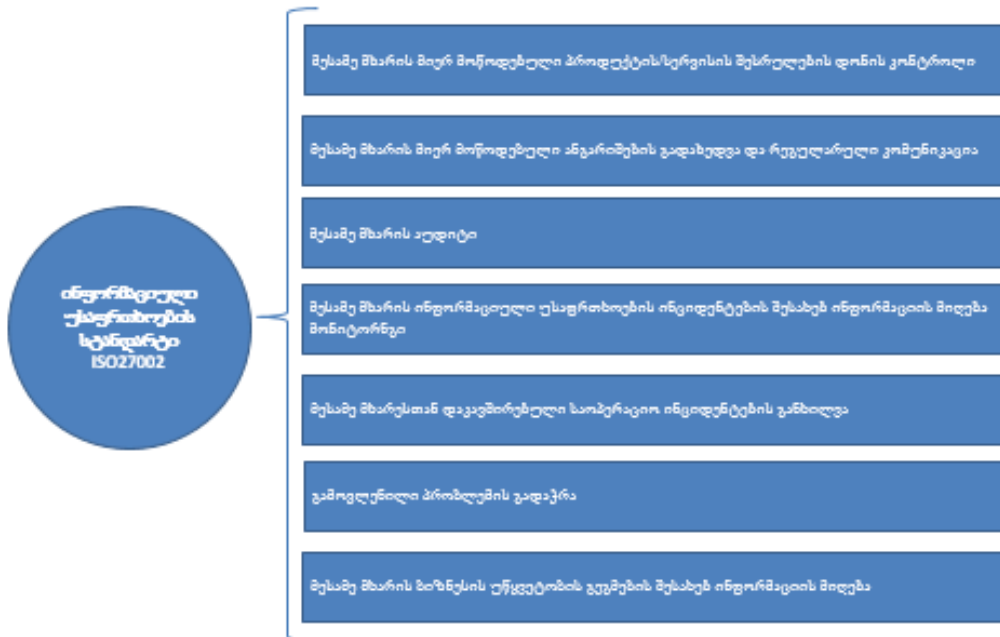 ინფორმაციული
უსაფრთხოების
სტანდარტი
ISO27002
მესამე მხარის მიერ მოწოდებული პროდუქტის/სერვისის შესრულების დონის კონტროლი
მესამე მხარის მიერ მოწოდებული ანგარიშების გადახედვა და რეგულარული კომუნიკაცია
მესამე მხარის აუდიტი
მესამე მხარის ინფორმაციული უსაფრთხოების ინციდენტების შესახებ ინფორმაციის მიღება
მონიტორნგი
მესამე მხარესთან დაკავშირებული საოპერაციო ინციდენტების განხილვა
გამოვლენილი პრობლემის გადაჭრა
მესამე მხარის ბიზნესის უწყვეტობის გეგმების შესახებ ინფორმაციის მიღება